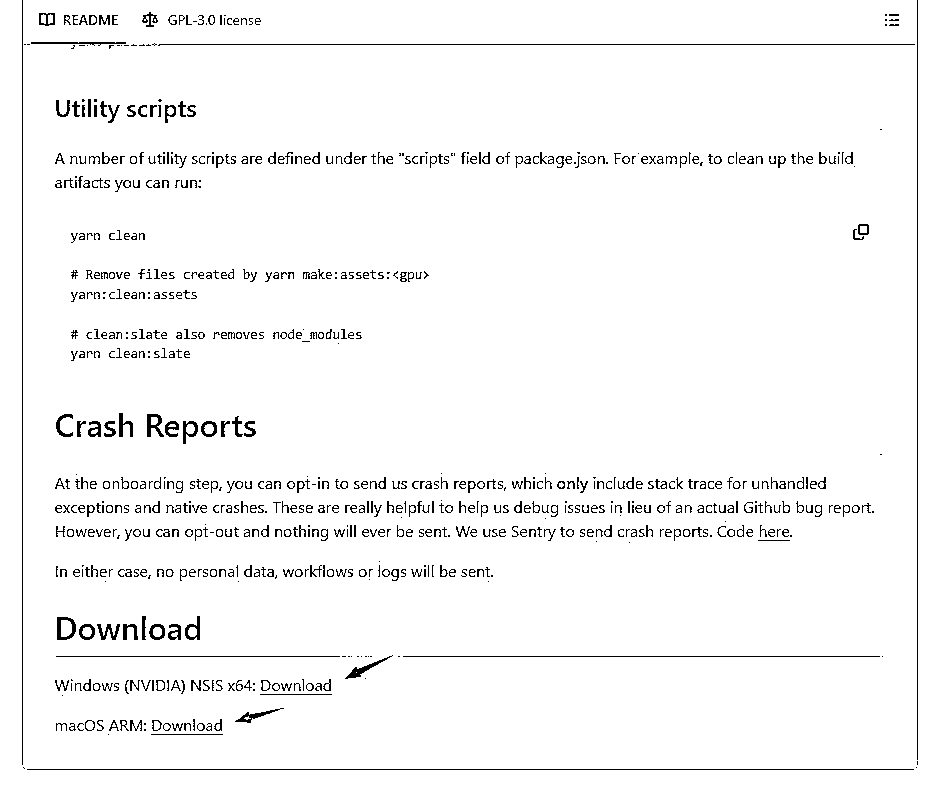 README GPL-3.0 license
Utility scripts
A number of utility scripts are defined under the "scripts" field of package.json. For example, to clean up the build
artifacts you can run:
yarn clean
# Remove files created by yarn make:assets:<gpu>
yarn:clean:assets
# clean:slate also removes node_modules
yarn clean:slate
Crash Reports
At the onboarding step, you can opt-in to send us crash reports, which only include stack trace for unhandled
exceptions and native crashes. These are really helpful to help us debug issues in lieu of an actual Github bug report.
However, you can opt-out and nothing will ever be sent. We use Sentry to send crash reports. Code here.
In either case, no personal data, workflows or logs will be sent.
Download
Windows (NVIDIA) NSIS x64: Download
macOS ARM: Download